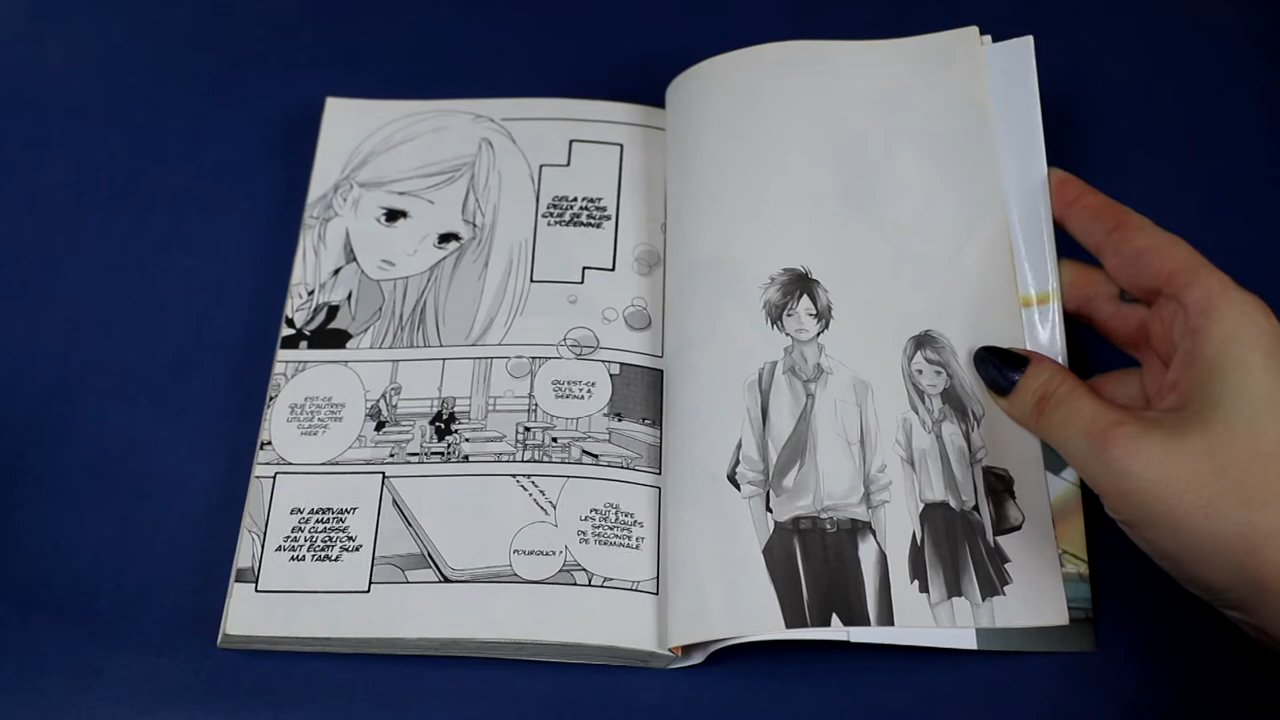 CELA FAIT
DEUX MOIS
QUE JE SUIS
LYCÉENNE.
QU'EST-CE
QU'IL Y A,
SERINA ?
EST-CE
QUE D'AUTRES
ÉLÈVES ONT
UTILISÉ NOTRE
CLASSE,
HIER ?
OUI,
PEUT-ÊTRE
LES DÉLÉGUÉS
SPORTIFS
DE SECONDE ET
DE TERMINALE.
POURQUOI ?
EN ARRIVANT
CE MATIN
EN CLASSE,
J'AI VU QU'ON
AVAIT ÉCRIT SUR
MA TABLE.